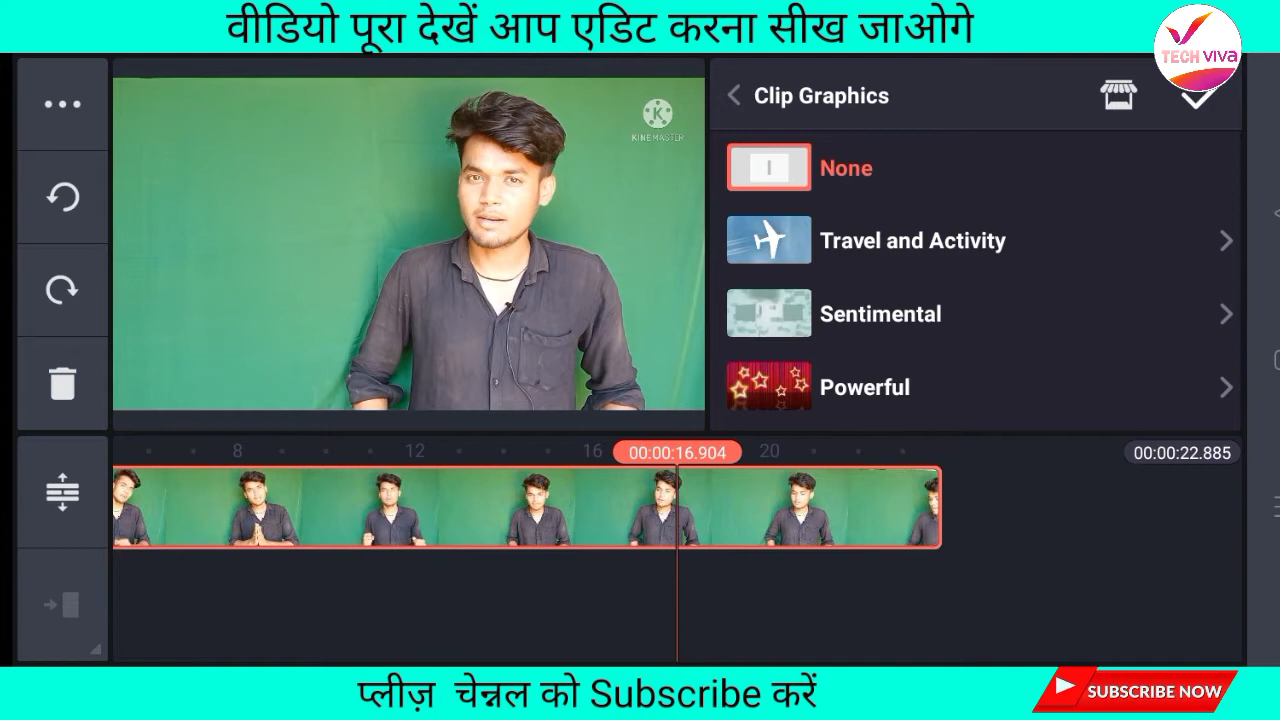 वीडियो पूरा देखें आप एडिट करना सीख जाओगे
TECH VIVA
Clip Graphics
KINEMASTER
None
Travel and Activity
Sentimental
Powerful
8 12 16 00:00:16.904 20 00:00:22.885
प्लीज़ चेन्नल को Subscribe करें
SUBSCRIBE NOW